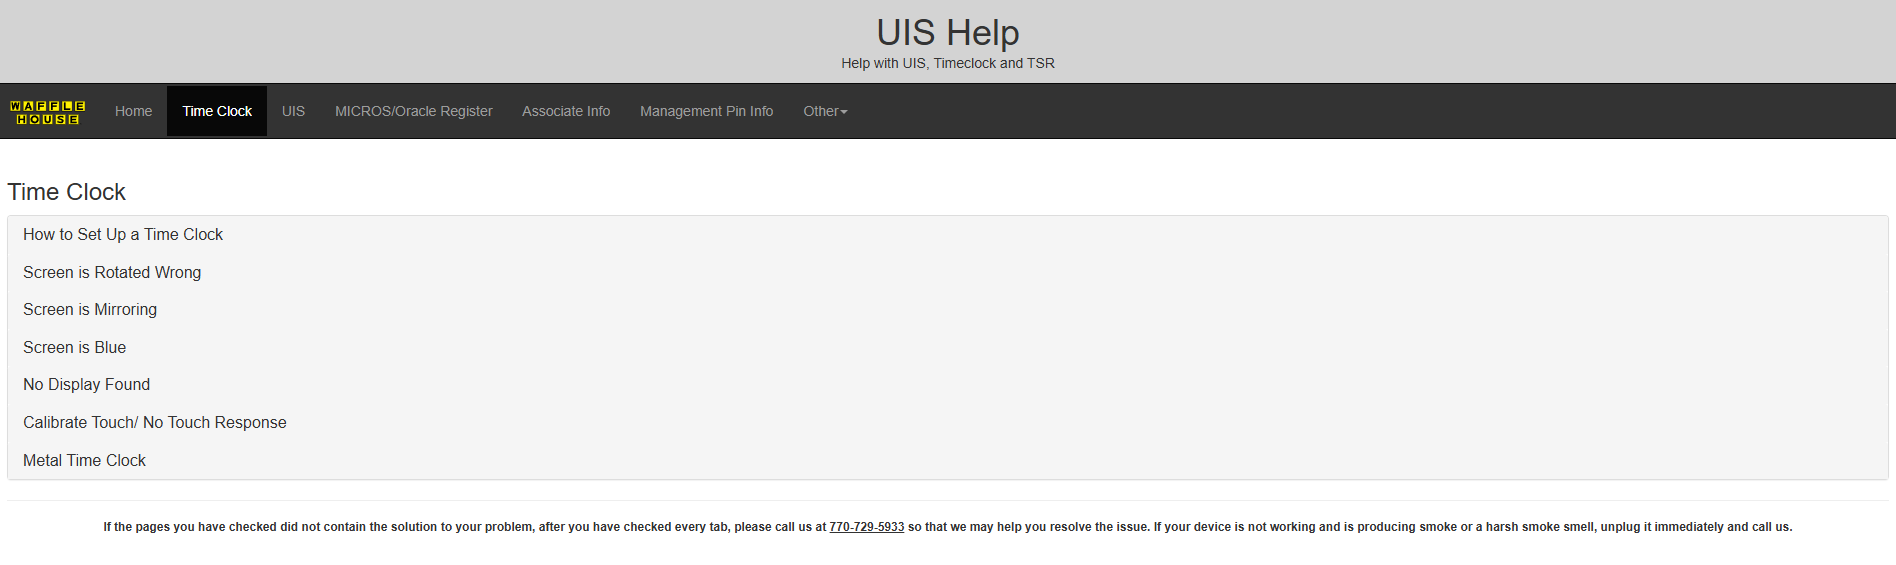 UIS Help
Help with UIS, Timeclock and TSR
WAFFLE
HOUSE
Home
Time Clock
UIS
MICROS/Oracle Register
Associate Info
Management Pin Info
Other
Time Clock
How to Set Up a Time Clock
Screen is Rotated Wrong
Screen is Mirroring
Screen is Blue
No Display Found
Calibrate Touch/ No Touch Response
Metal Time Clock
If the pages you have checked did not contain the solution to your problem, after you have checked every tab, please call us at 770-729-5933 so that we may help you resolve the issue. If your device is not working and is producing smoke or a harsh smoke smell, unplug it immediately and call us.